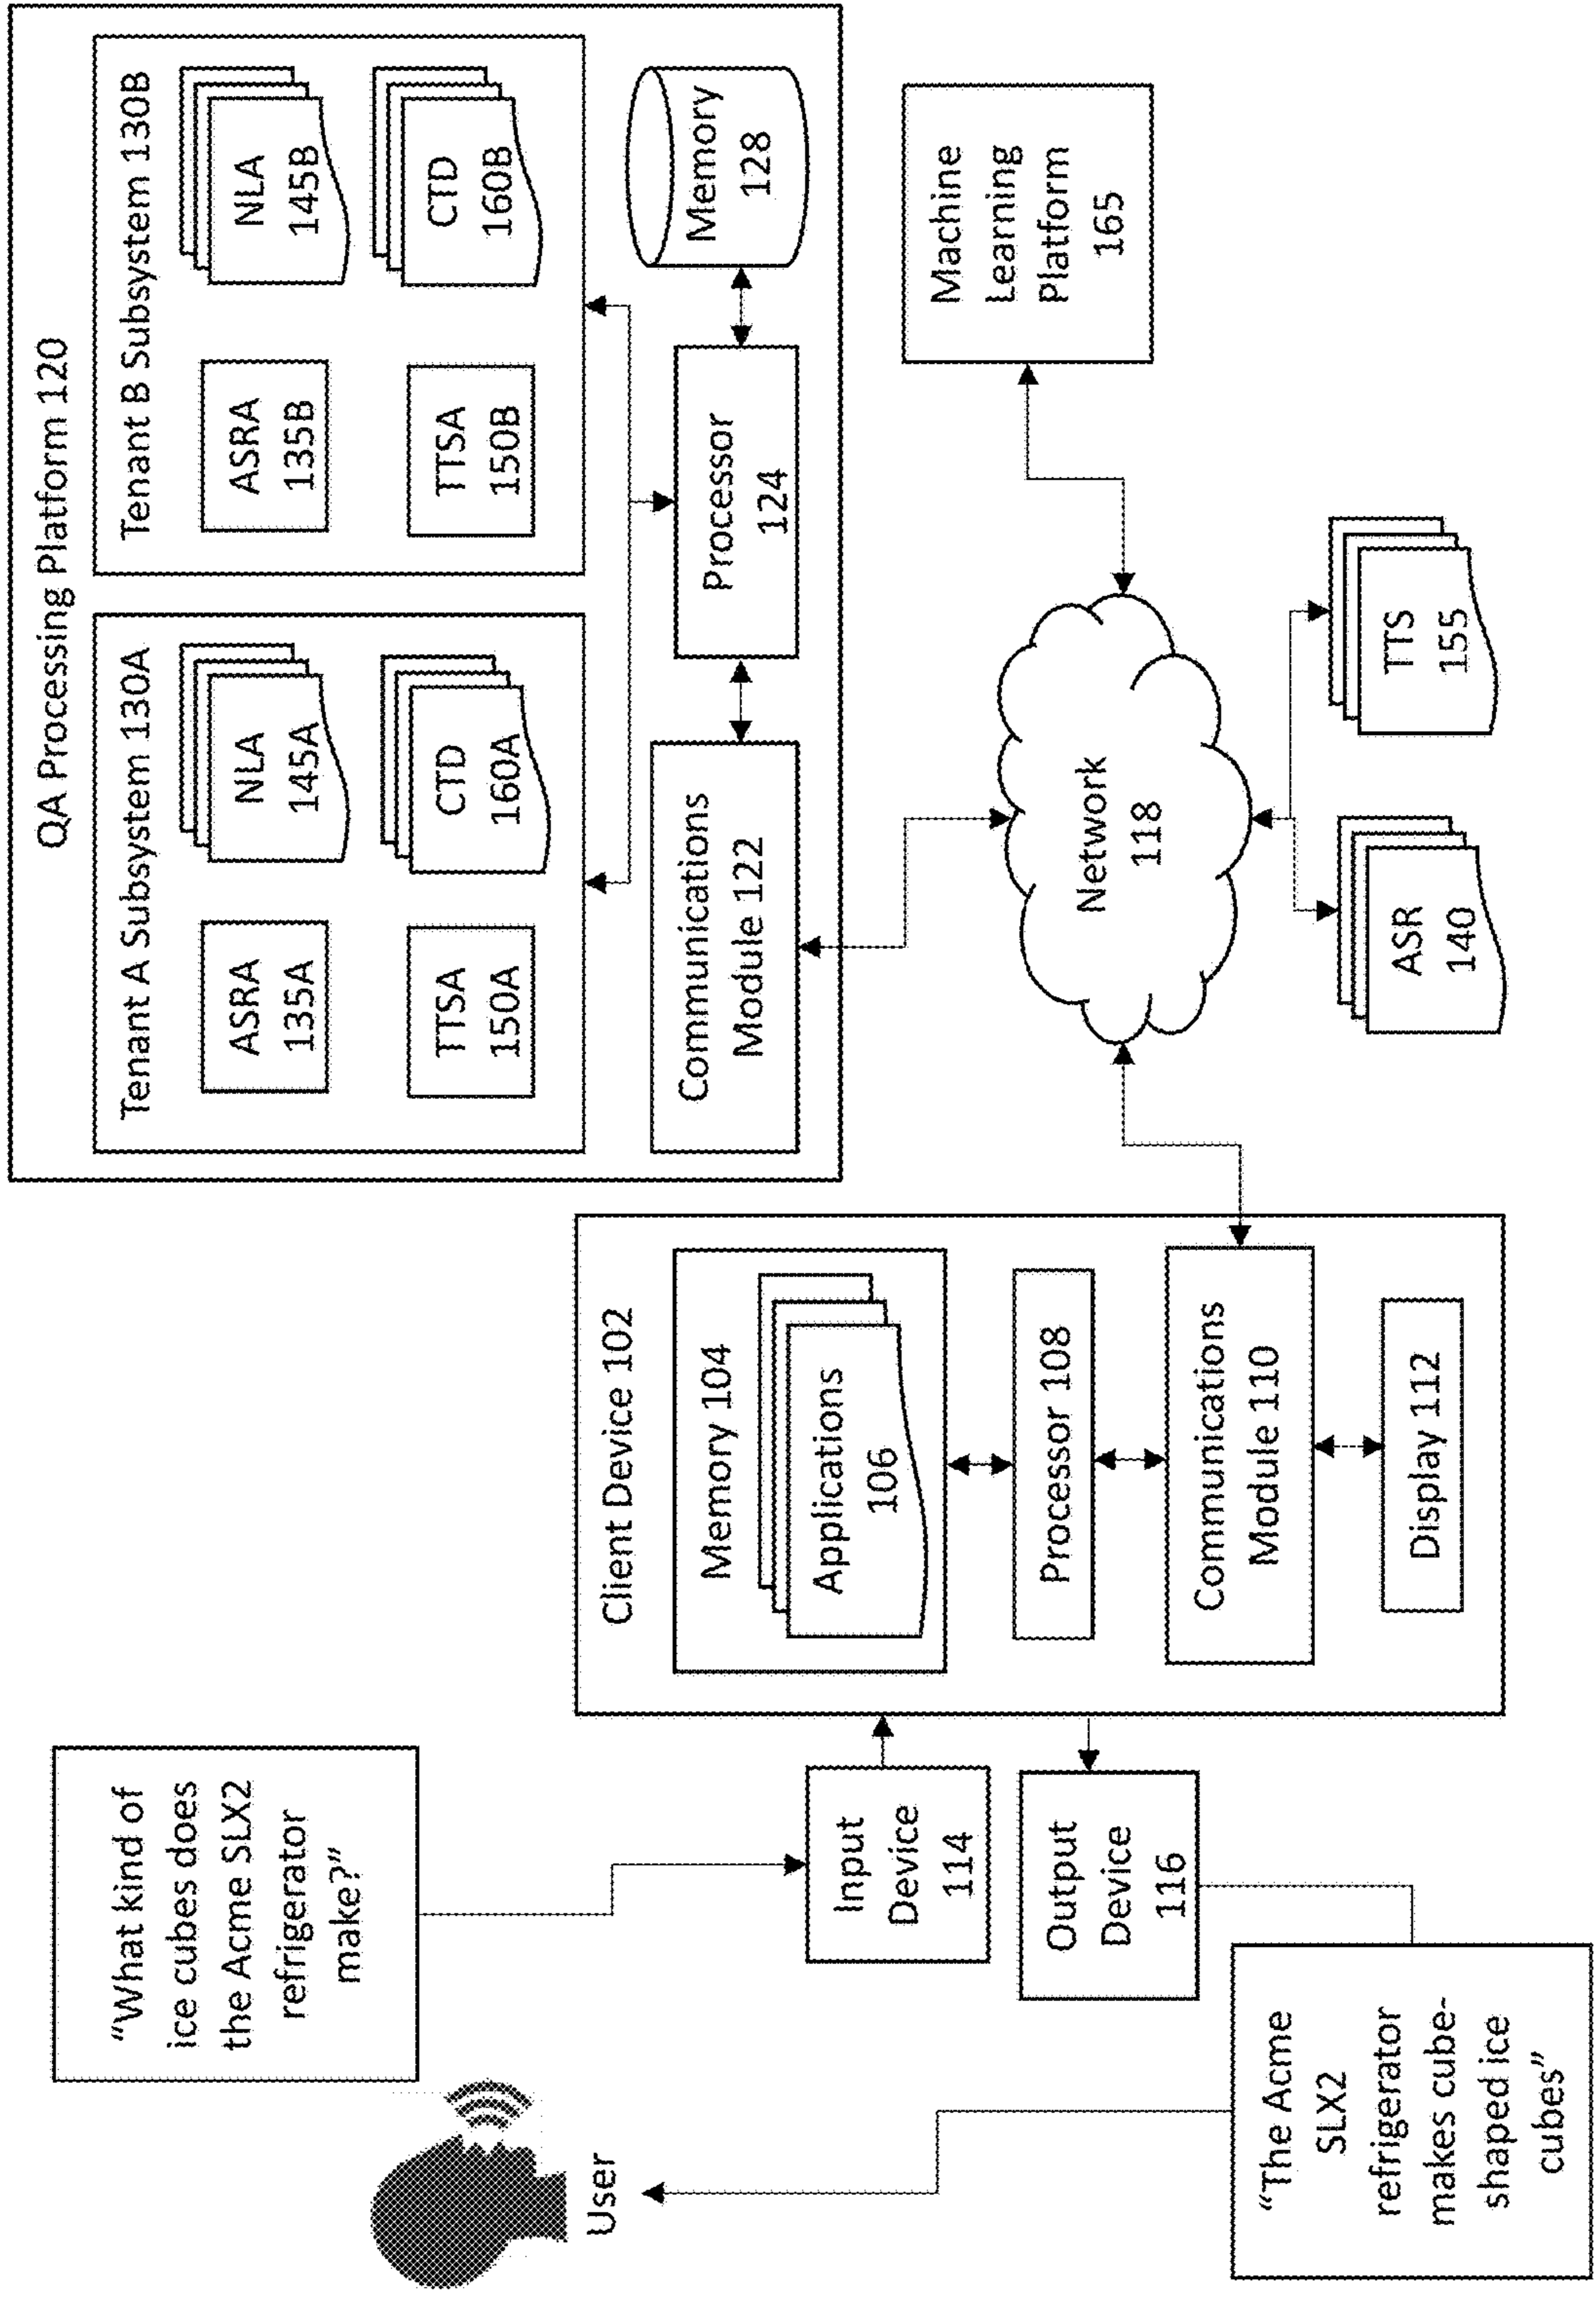 "What kind of
ice cubes does
the Acme SLX2
refrigerator
make?"
User
Input
Device
114
Output
Device
116
"The Acme
SLX2
refrigerator
makes cube-
shaped ice
cubes"
Client Device 102
Memory 104
Applications
106
Processor 108
Communications
Module 110
Display 112
QA Processing Platform 120
Tenant A Subsystem 130A
ASRA
135A
NLA
145A
TTSA
150A
CTD
160A
Tenant B Subsystem 130B
ASRA
135B
NLA
145B
TTSA
150B
CTD
160B
Communications
Module 122
Processor
124
Memory
128
Network
118
Machine
Learning
Platform
165
ASR
140
TTS
155